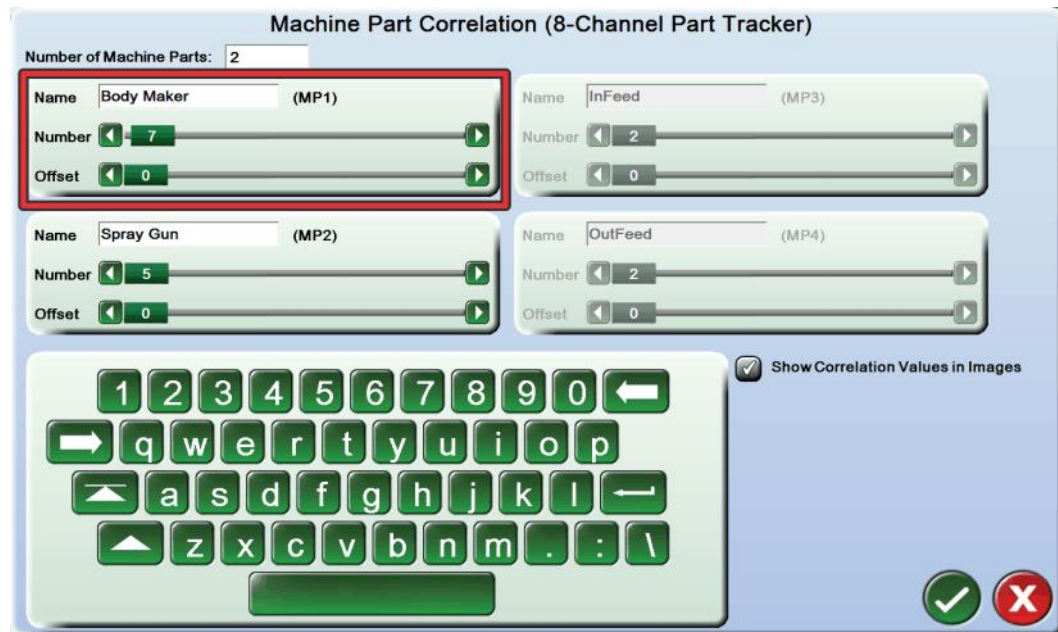 Machine Part Correlation (8-Channel Part Tracker)
Number of Machine Parts: 2
Name Body Maker (MP1)
Number 7
Offset 0
Name InFeed (MP3)
Number 2
Offset 0
Name Spray Gun (MP2)
Number 5
Offset 0
Name OutFeed (MP4)
Number 2
Offset 0
Show Correlation Values in Images
1 2 3 4 5 6 7 8 9 0
q w e r t y u i o p
a s d f g h j k l
z x c v b n m . : \
X